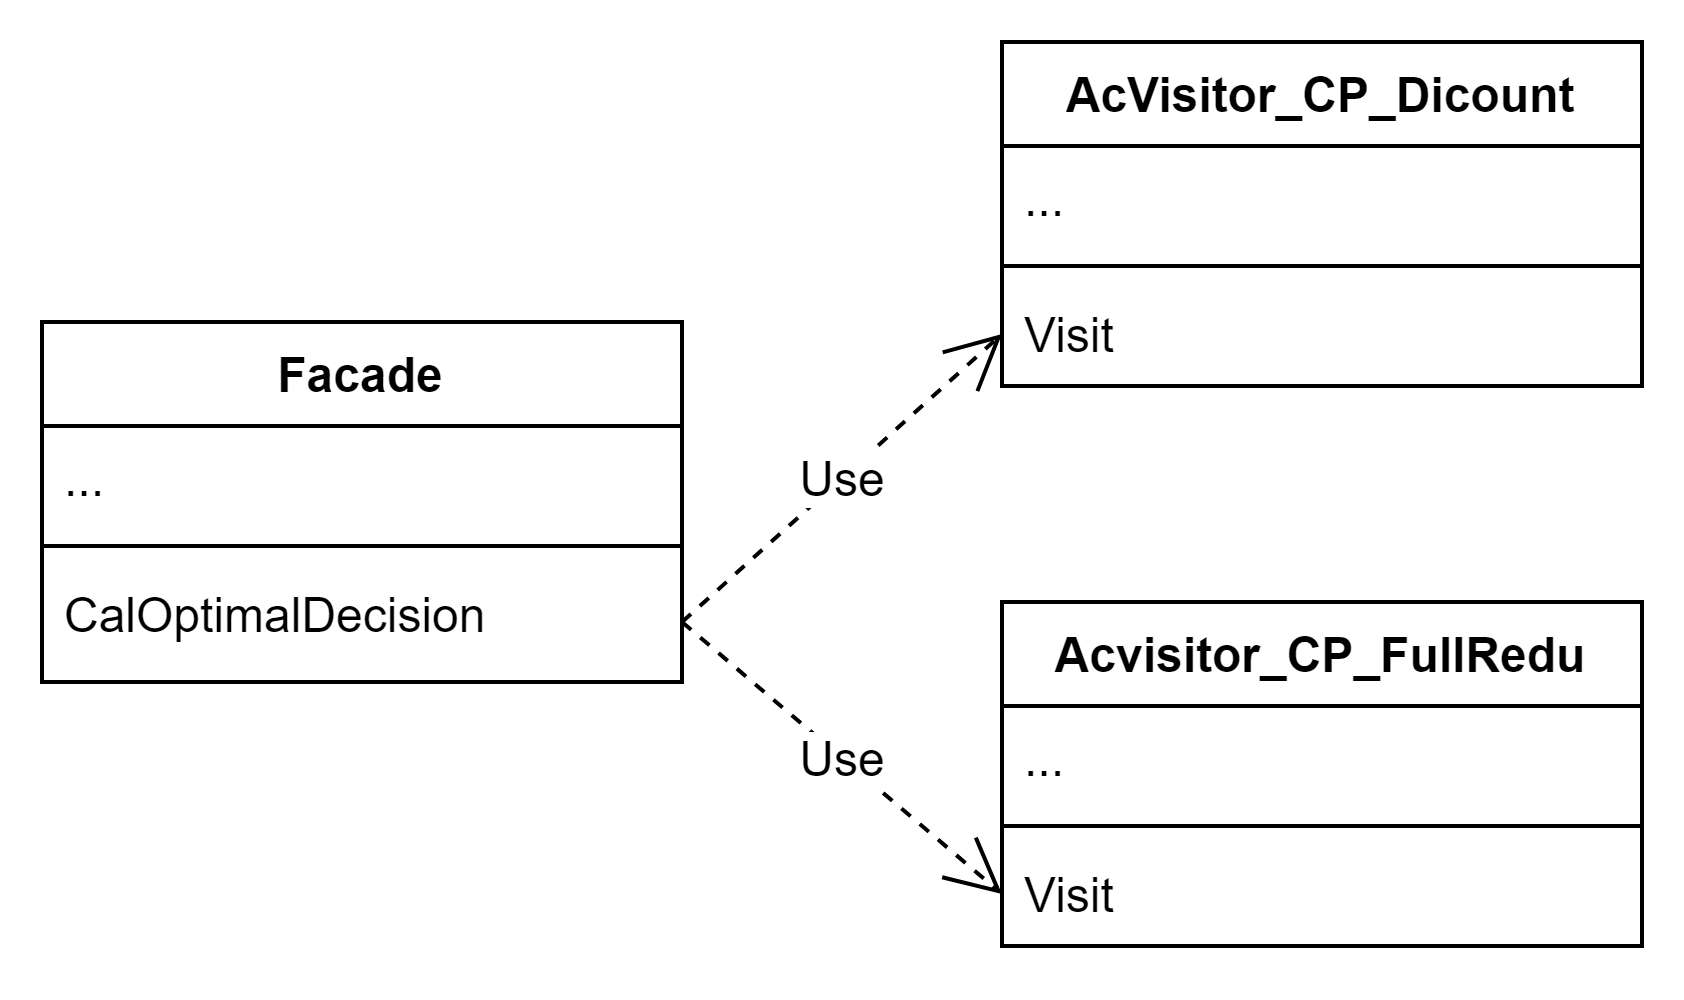 AcVisitor_CP_Dicount
...
Visit
Facade
...
CalOptimalDecision
Use
Use
Acvisitor_CP_FullRedu
...
Visit